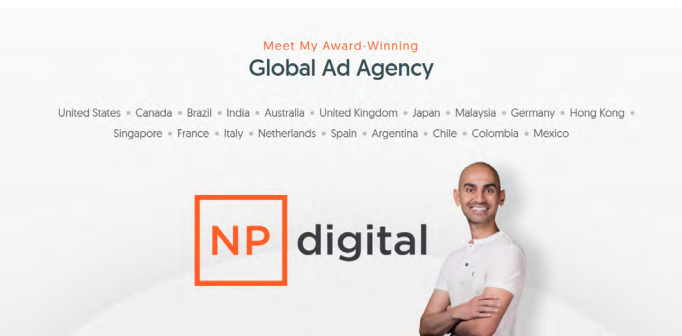 Meet My Award-Winning
Global Ad Agency
United States • Canada • Brazil • India • Australia • United Kingdom • Japan • Malaysia • Germany • Hong Kong •
Singapore • France • Italy • Netherlands • Spain • Argentina • Chile • Colombia • Mexico
NP digital